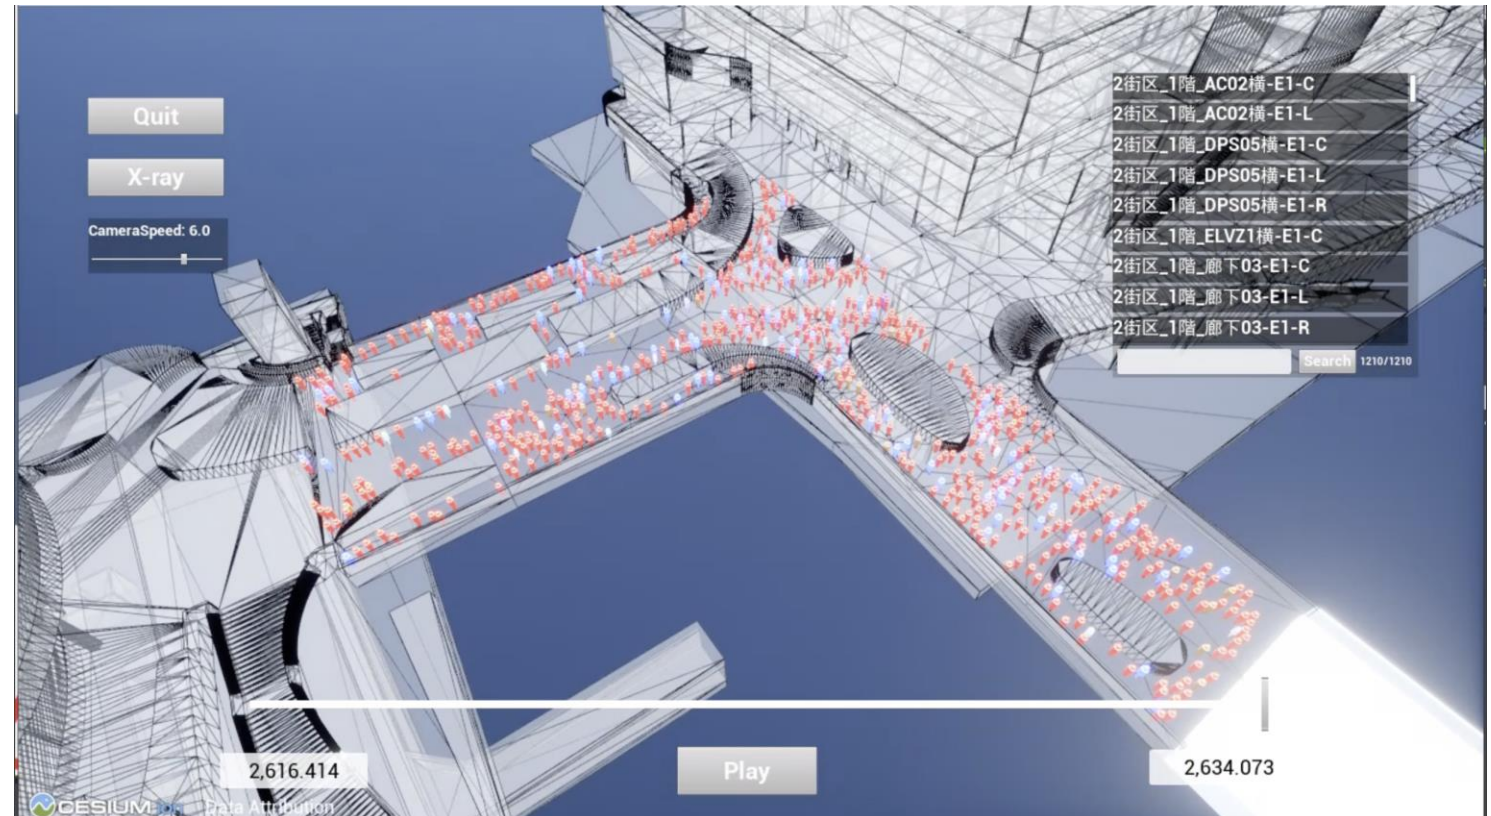 Quit
X-ray
CameraSpeed: 6.0
2街区_1階_AC02横-E1-C
2街区_1階_AC02横-E1-L
2街区_1階_DPS05横-E1-C
2街区_1階_DPS05横-E1-L
2街区_1階_DPS05横-E1-R
2街区_1階_ELVZ1横-E1-C
2街区_1階_廊下03-E1-C
2街区_1階_廊下03-E1-L
2街区_1階_廊下03-E1-R
Search 1210/1210
2,616.414
Play
2,634.073
CESIUM ion Data Attribution